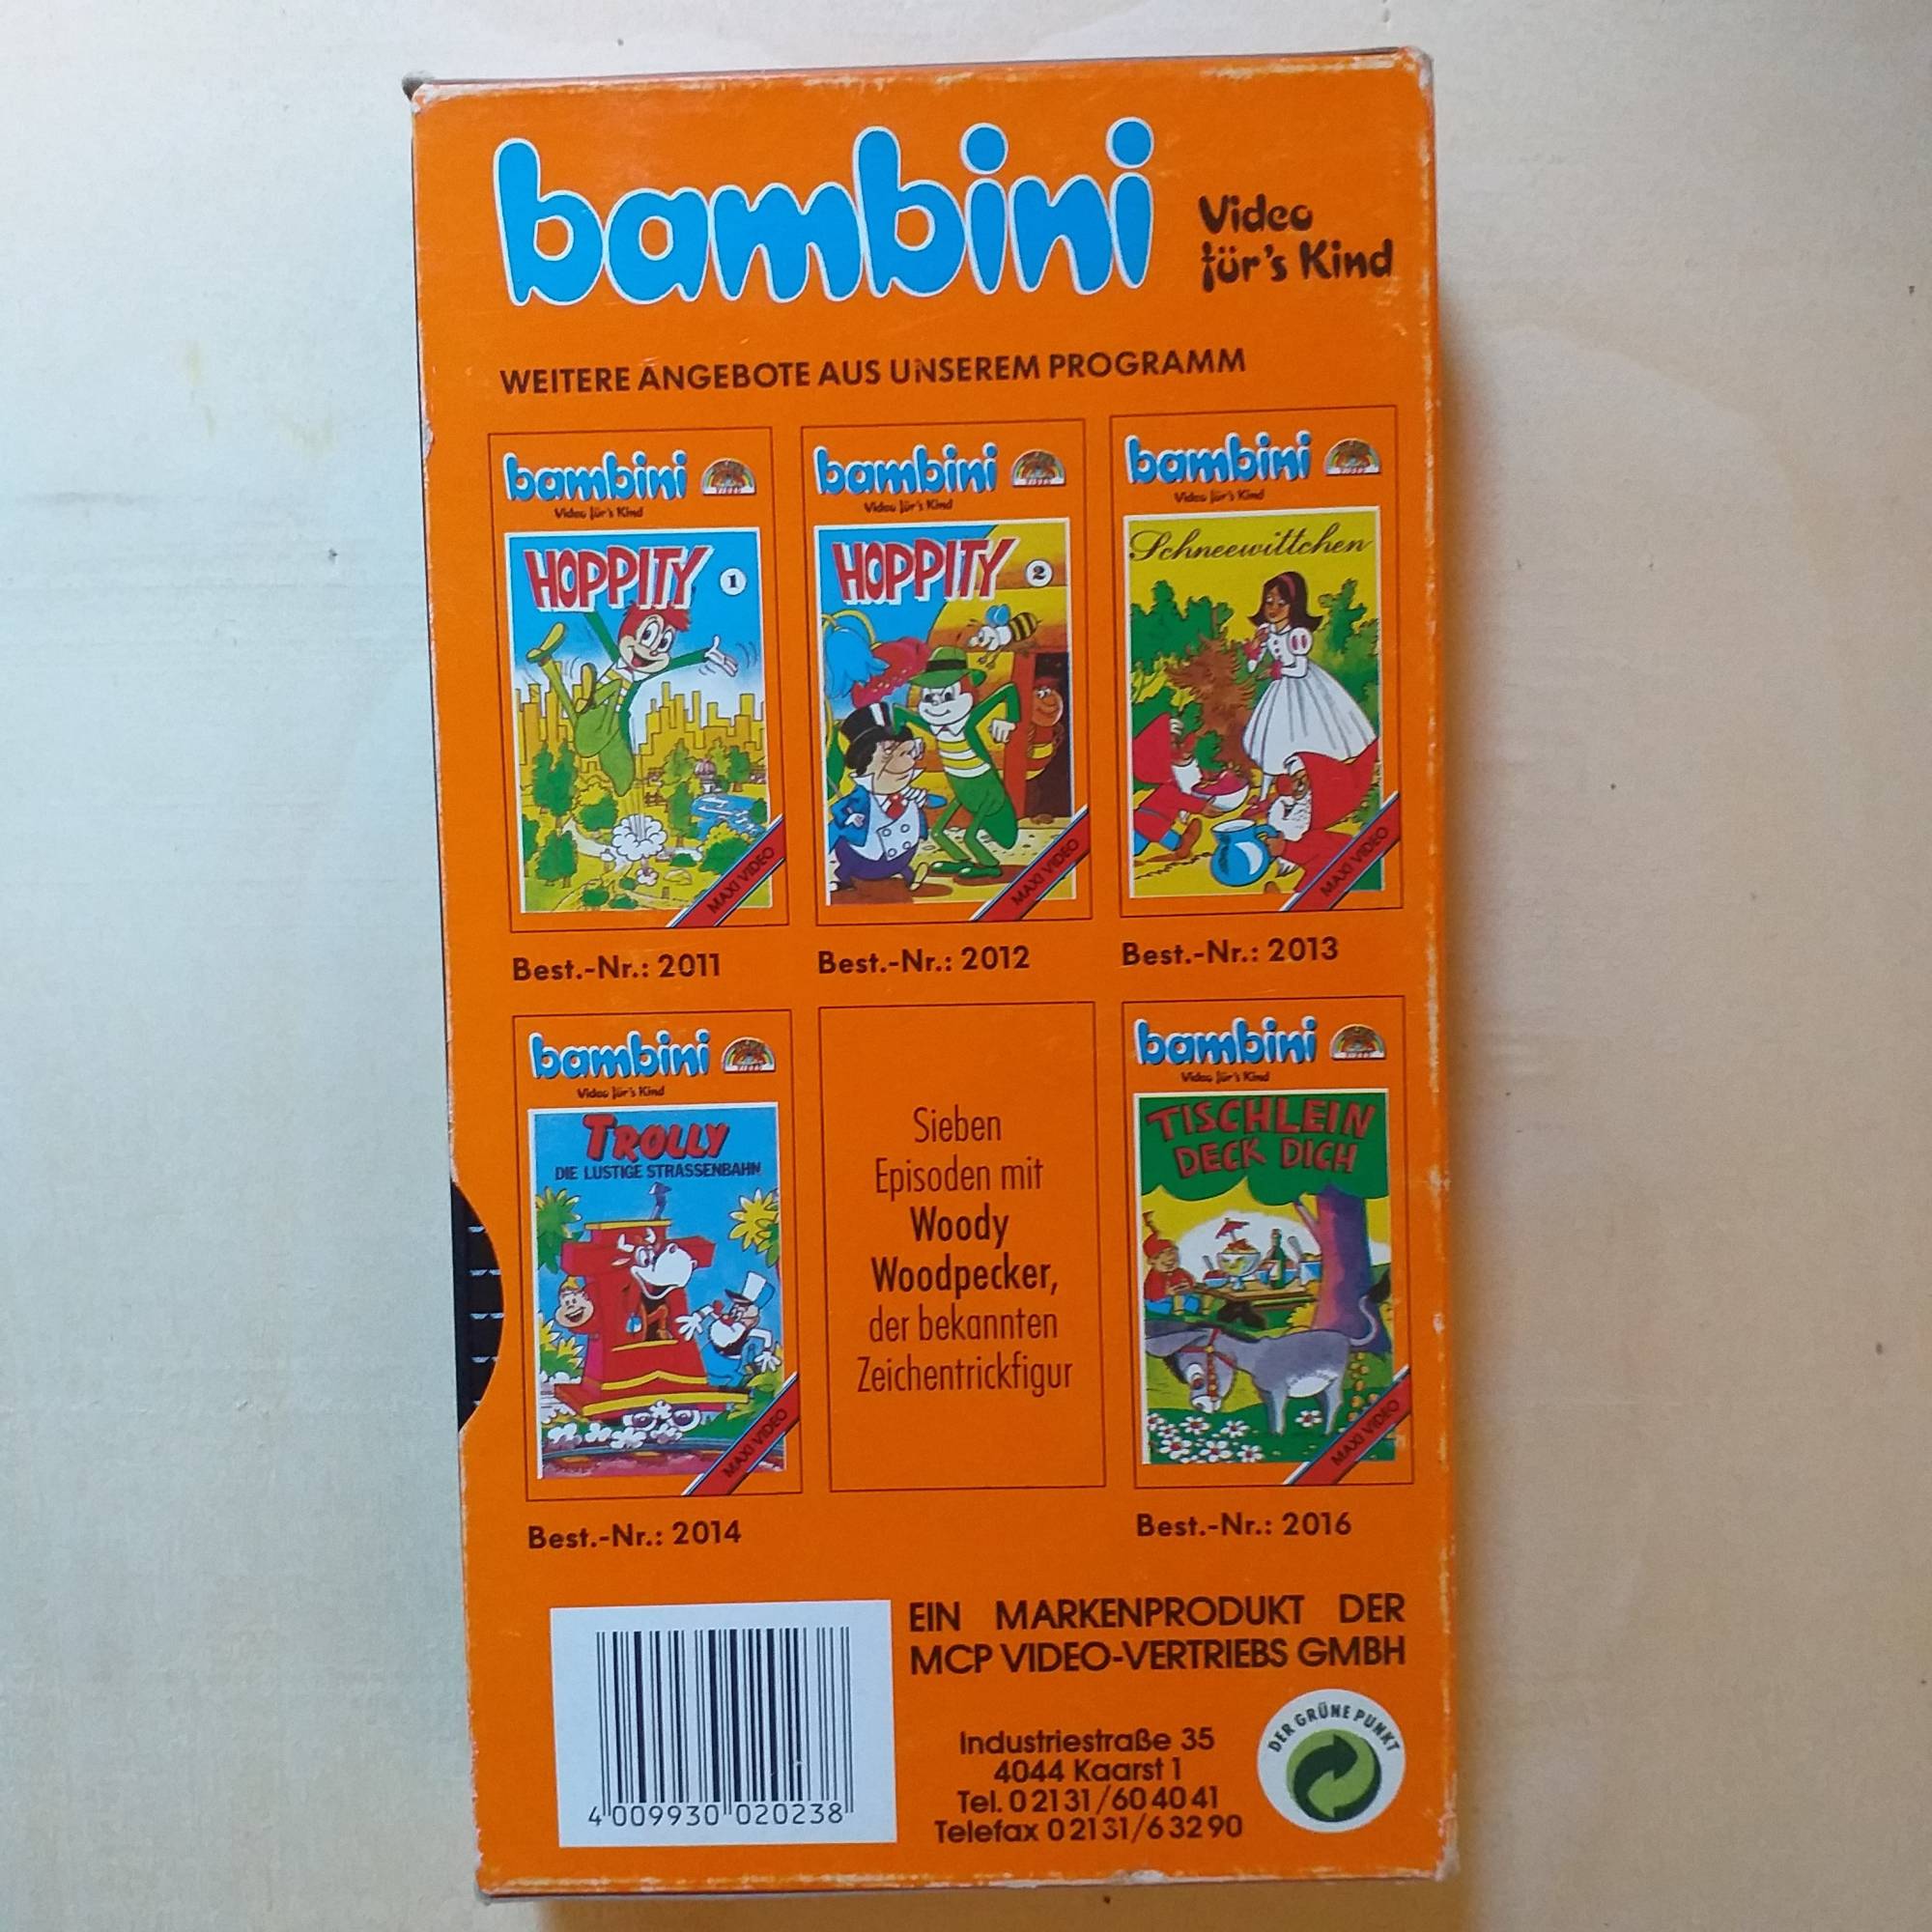 bambini
Video
für's Kind
WEITERE ANGEBOTE AUS UNSEREM PROGRAMM
bambini
VIDEO
Video für's Kind
HOPPITY 1
MAXI VIDEO
Best.-Nr.: 2011
bambini
VIDEO
Video für's Kind
HOPPITY 2
MAXI VIDEO
Best.-Nr.: 2012
bambini
VIDEO
Video für's Kind
Schneewittchen
MAXI VIDEO
Best.-Nr.: 2013
bambini
VIDEO
Video für's Kind
TROLLY
DIE LUSTIGE STRASSENBAHN
MAXI VIDEO
Best.-Nr.: 2014
Sieben
Episoden mit
Woody
Woodpecker,
der bekannten
Zeichentrickfigur
bambini
VIDEO
Video für's Kind
TISCHLEIN
DECK DICH
MAXI VIDEO
Best.-Nr.: 2016
4 009930 020238
EIN MARKENPRODUKT DER
MCP VIDEO-VERTRIEBS GMBH
Industriestraße 35
4044 Kaarst 1
Tel. 0 21 31/60 40 41
Telefax 0 21 31/6 32 90
DER GRÜNE PUNKT